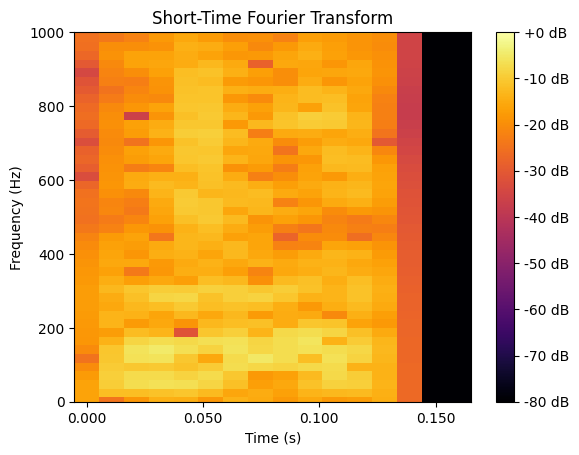 Short-Time Fourier Transform
Frequency (Hz)
1000
800
600
400
200
0
0.000
0.050
0.100
0.150
Time (s)
+0 dB
-10 dB
-20 dB
-30 dB
-40 dB
-50 dB
-60 dB
-70 dB
-80 dB